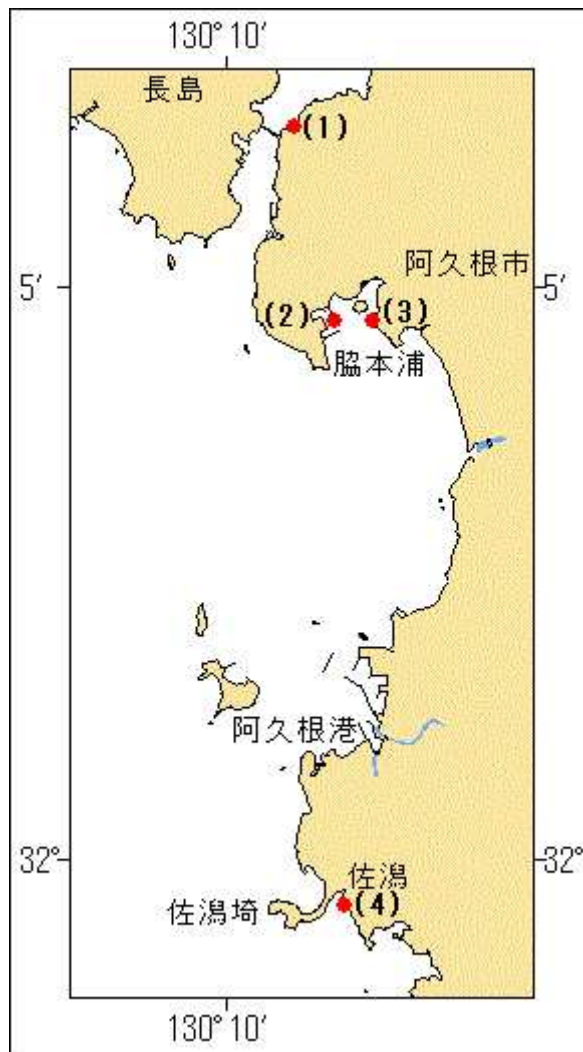 130° 10′
長島
(1)
阿久根市
5′
5′
(2)
(3)
脇本浦
阿久根港
32°
32°
佐潟
佐潟埼
(4)
130° 10′